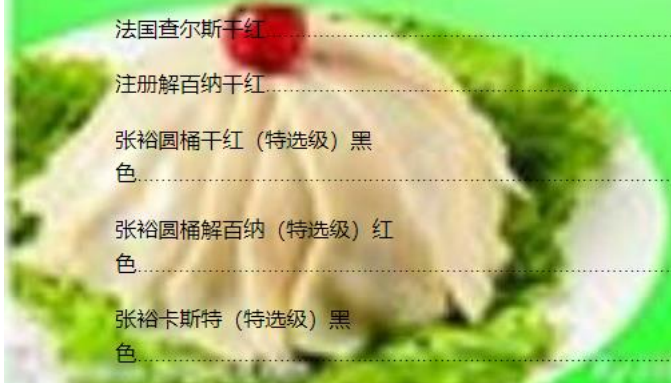 法国查尔斯干红......................................................
注册解百纳干红......................................................
张裕圆桶干红（特选级）黑
色..............................................................................
张裕圆桶解百纳（特选级）红
色..............................................................................
张裕卡斯特（特选级）黑
色..............................................................................